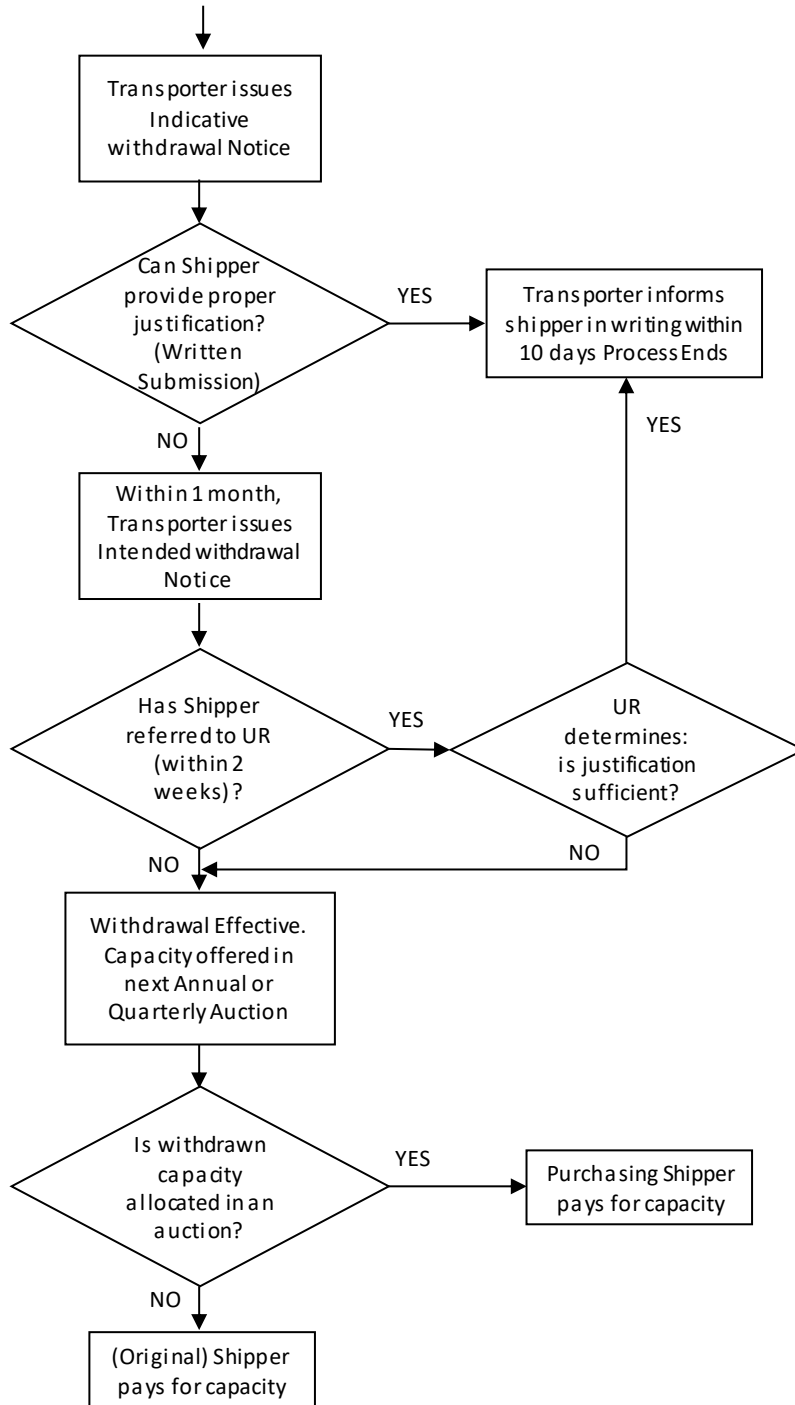 Transporter issues
Indicative
withdrawal Notice
Can Shipper
provide proper
justification?
(Written
Submission)
YES
Transporter informs
shipper in writing within
10 days Process Ends
NO
YES
Within 1 month,
Transporter issues
Intended withdrawal
Notice
Has Shipper
referred to UR
(within 2
weeks)?
YES
UR
determines:
is justification
sufficient?
NO
NO
Withdrawal Effective.
Capacity offered in
next Annual or
Quarterly Auction
Is withdrawn
capacity
allocated in an
auction?
YES
Purchasing Shipper
pays for capacity
NO
(Original) Shipper
pays for capacity